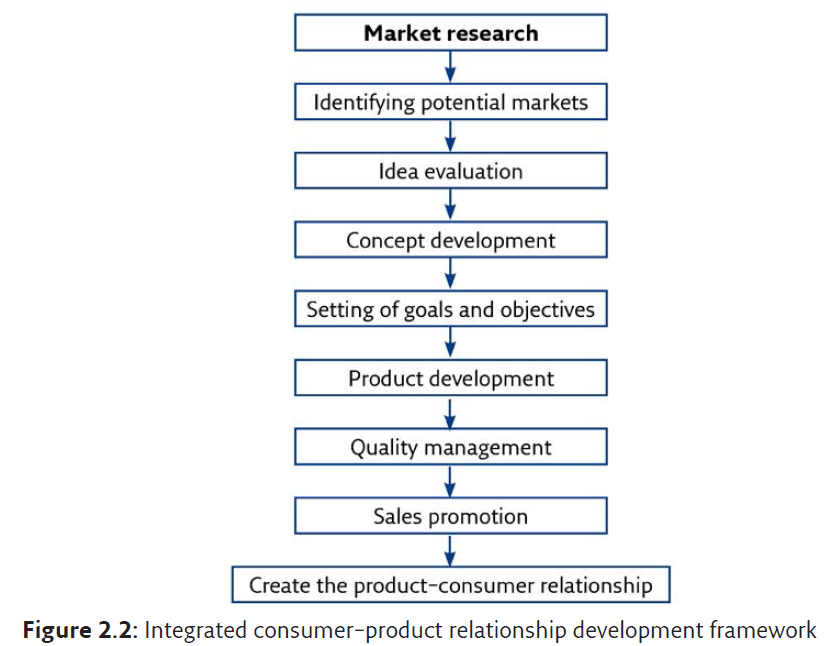 Market research
Identifying potential markets
Idea evaluation
Concept development
Setting of goals and objectives
Product development
Quality management
Sales promotion
Create the product–consumer relationship
Figure 2.2: Integrated consumer–product relationship development framework